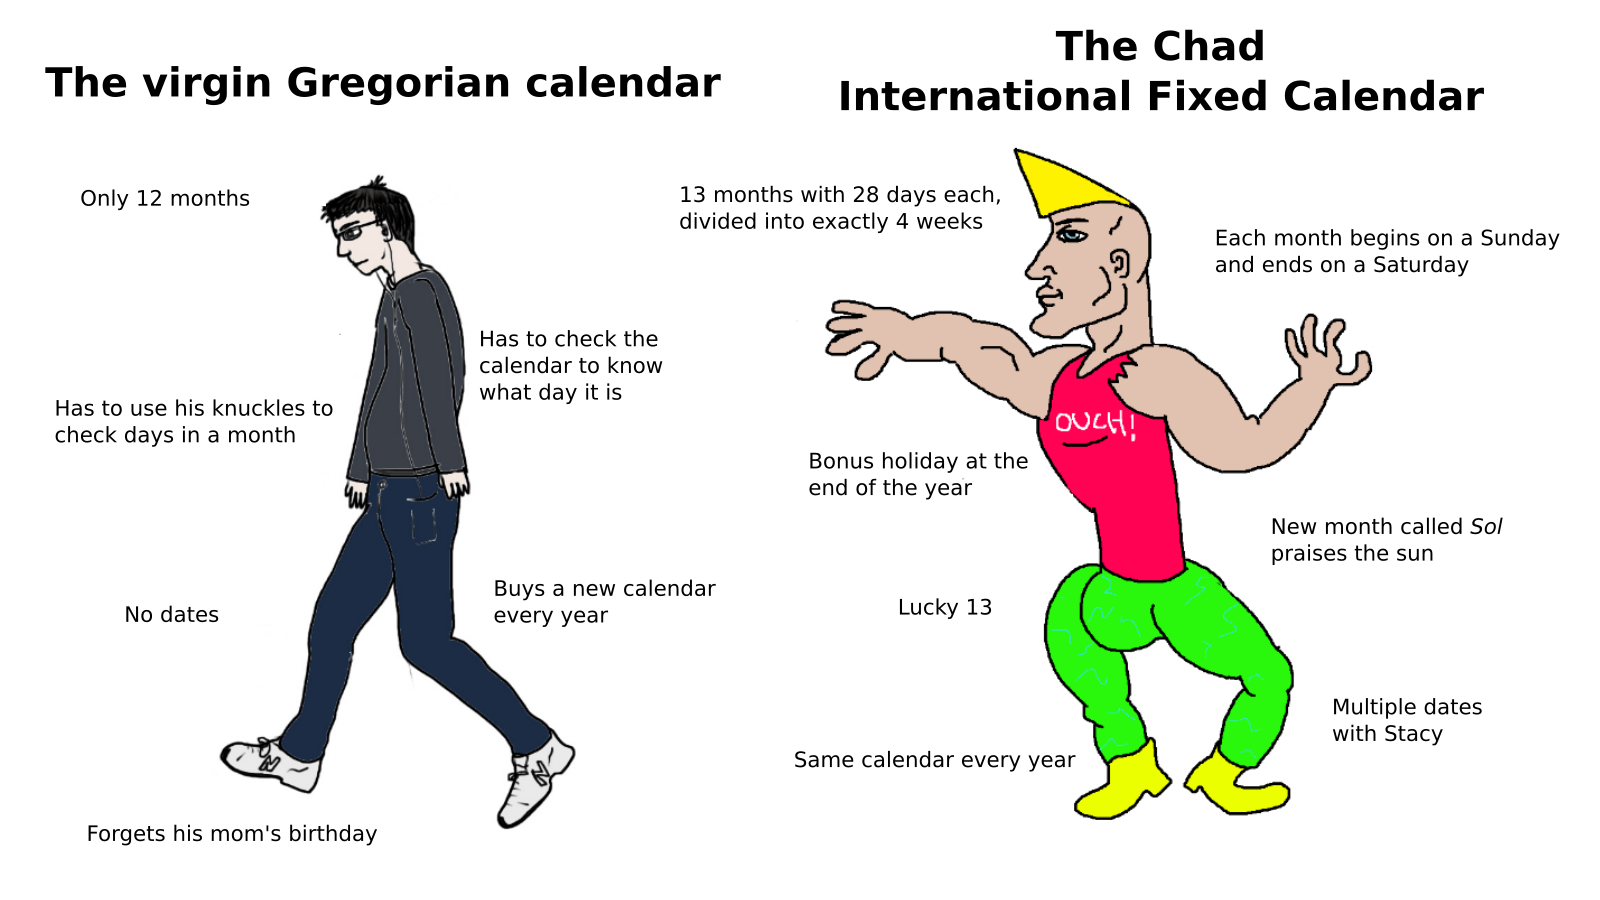 The virgin Gregorian calendar
Only 12 months
Has to check the
calendar to know
what day it is
Has to use his knuckles to
check days in a month
Buys a new calendar
every year
No dates
Forgets his mom's birthday
The Chad
International Fixed Calendar
13 months with 28 days each,
divided into exactly 4 weeks
Each month begins on a Sunday
and ends on a Saturday
OUCH!
Bonus holiday at the
end of the year
New month called Sol
praises the sun
Lucky 13
Multiple dates
with Stacy
Same calendar every year